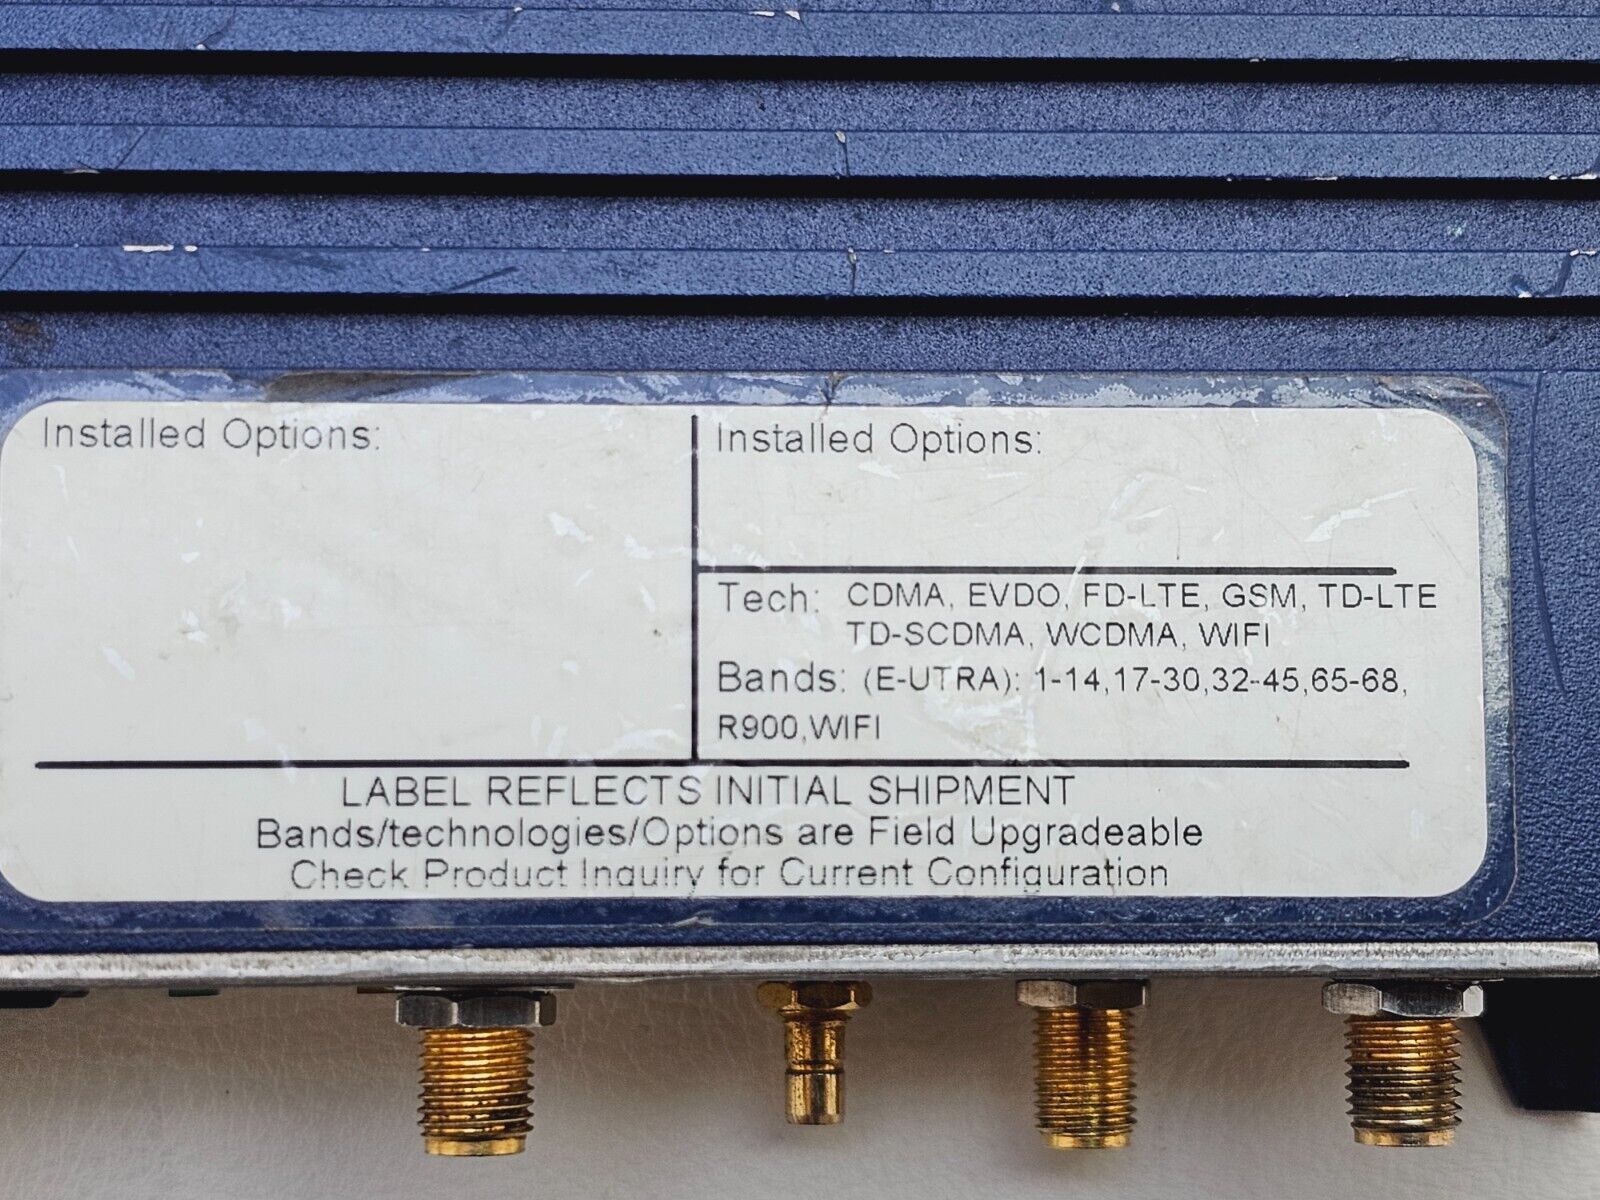 Installed Options:
Installed Options:
Tech: CDMA, EVDO, FD-LTE, GSM, TD-LTE
TD-SCDMA, WCDMA, WIFI
Bands: (E-UTRA): 1-14,17-30,32-45,65-68,
R900,WIFI
LABEL REFLECTS INITIAL SHIPMENT
Bands/technologies/Options are Field Upgradeable
Check Product Inquiry for Current Configuration